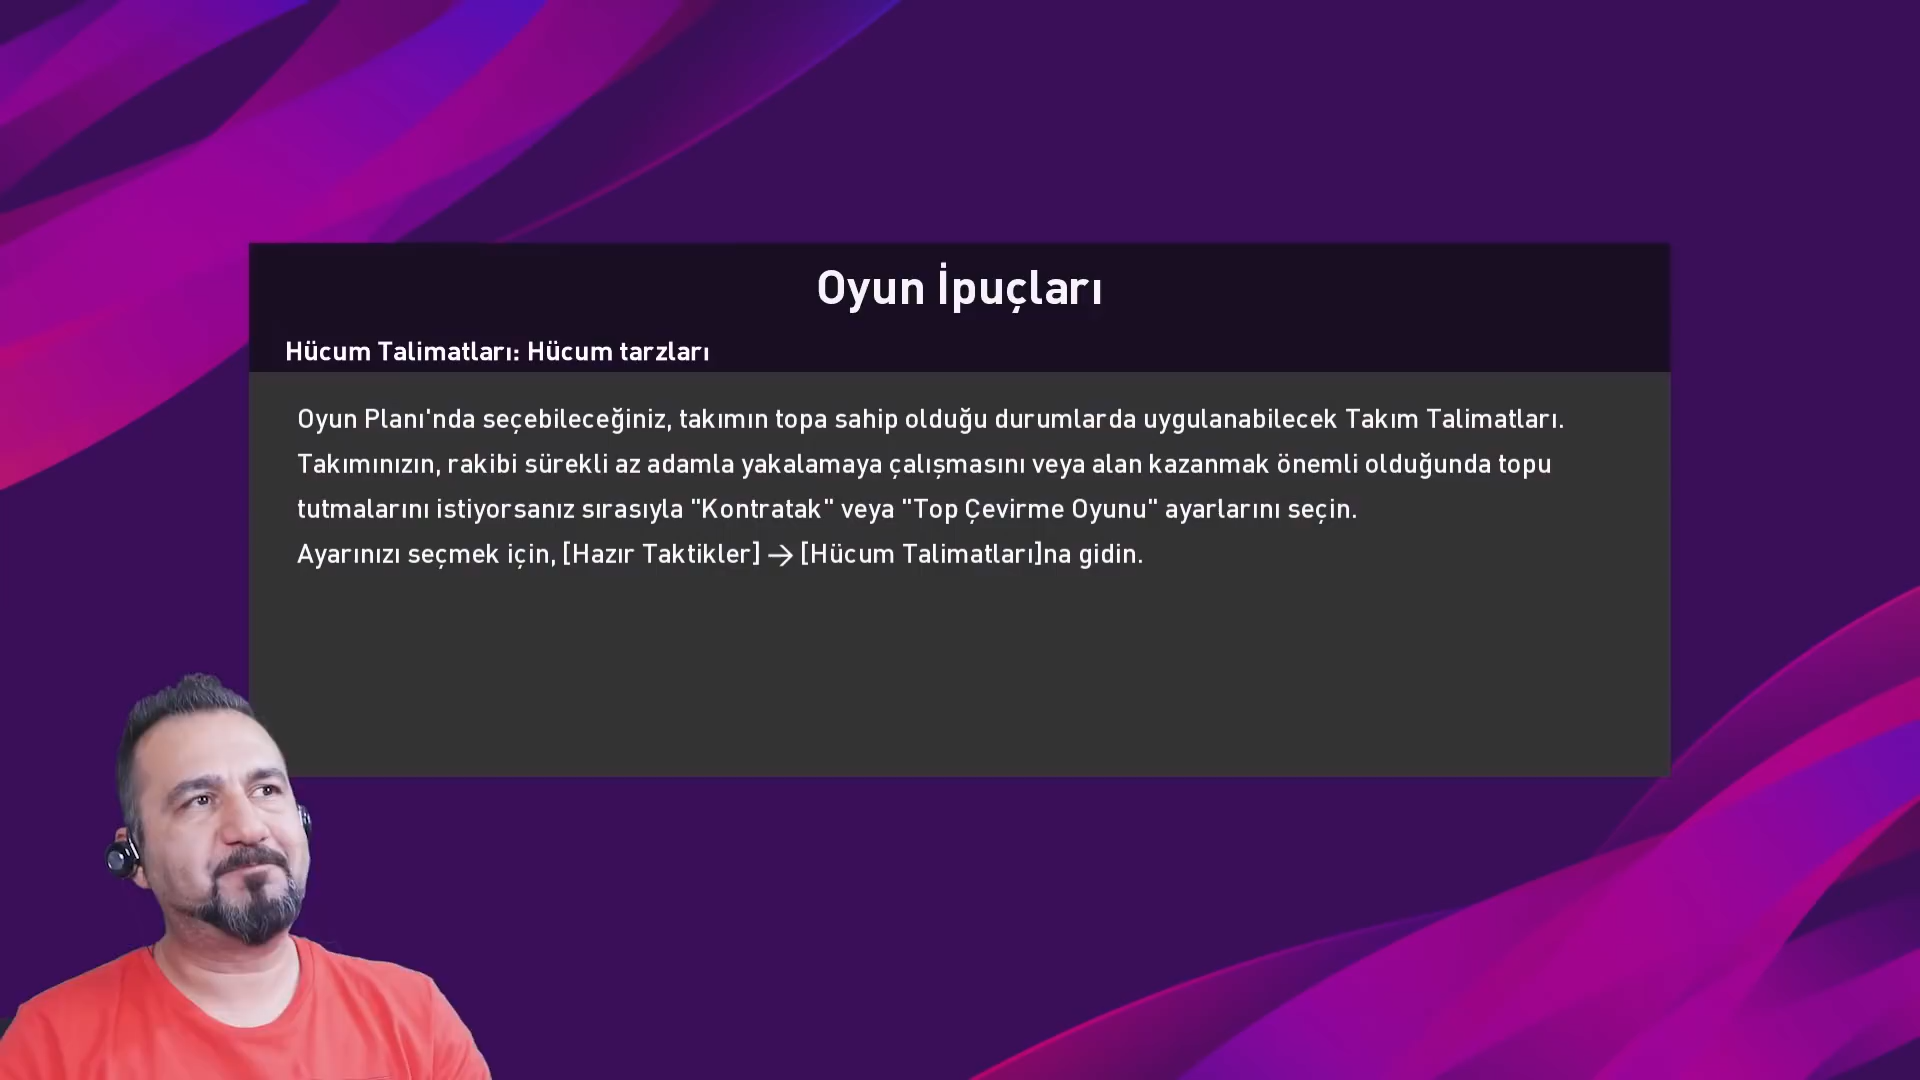 Oyun İpuçları
Hücum Talimatları: Hücum tarzları
Oyun Planı'nda seçebileceğiniz, takımın topa sahip olduğu durumlarda uygulanabilecek Takım Talimatları.
Takımınızın, rakibi sürekli az adamla yakalamaya çalışmasını veya alan kazanmak önemli olduğunda topu
tutmalarını istiyorsanız sırasıyla "Kontratak" veya "Top Çevirme Oyunu" ayarlarını seçin.
Ayarınızı seçmek için, [Hazır Taktikler] → [Hücum Talimatları]na gidin.